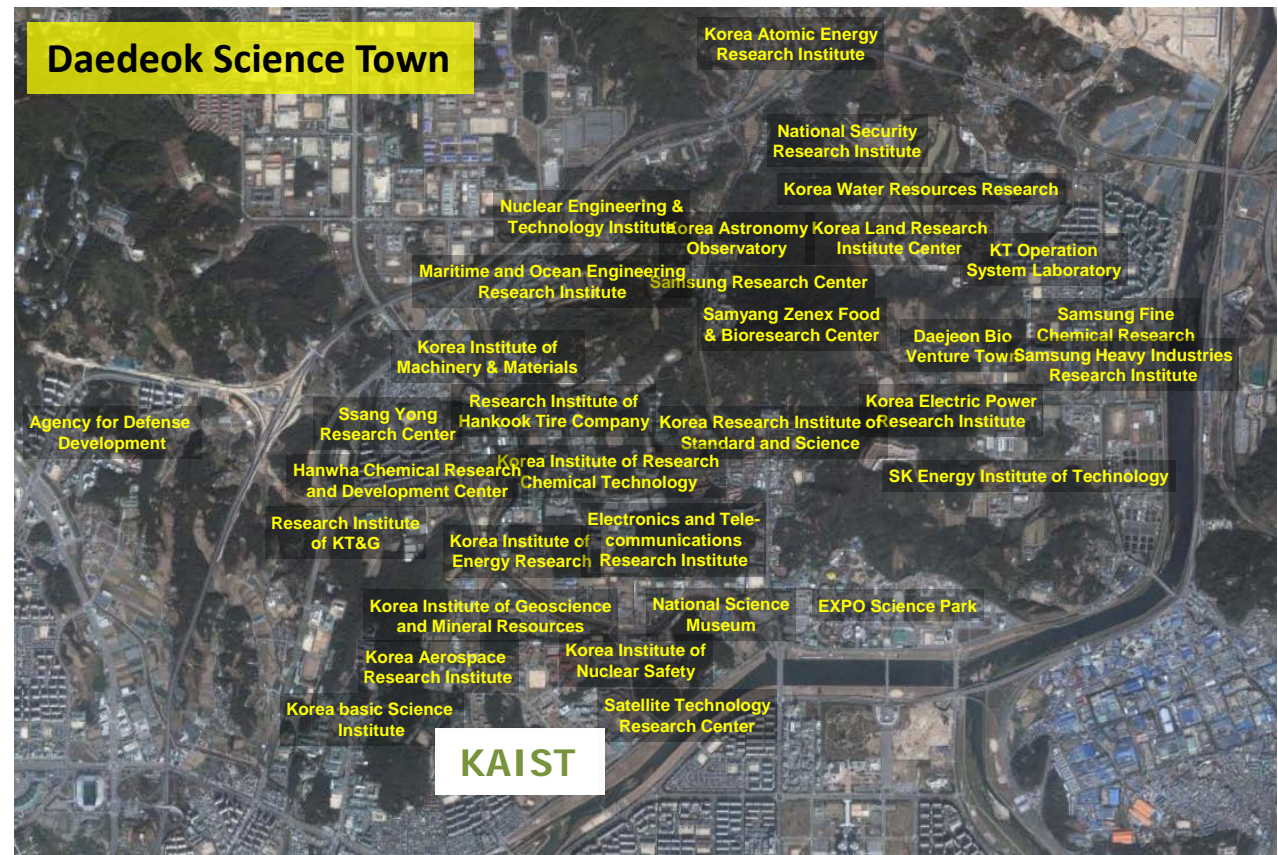 Daedeok Science Town
Korea Atomic Energy
Research Institute
National Security
Research Institute
Korea Water Resources Research
Nuclear Engineering &
Technology Institute
Korea Astronomy
Observatory
Korea Land Research
Institute Center
KT Operation
System Laboratory
Maritime and Ocean Engineering
Research Institute
Samsung Research Center
Samyang Zenex Food
& Bioresearch Center
Daejeon Bio
Venture Town
Samsung Fine
Chemical Research
Samsung Heavy Industries
Research Institute
Korea Institute of
Machinery & Materials
Agency for Defense
Development
Ssang Yong
Research Center
Research Institute of
Hankook Tire Company
Korea Research Institute of
Standard and Science
Korea Electric Power
Research Institute
Hanwha Chemical Research
and Development Center
Korea Institute of Research
Chemical Technology
SK Energy Institute of Technology
Research Institute
of KT&G
Korea Institute of
Energy Research
Electronics and Tele-
communications
Research Institute
Korea Institute of Geoscience
and Mineral Resources
National Science
Museum
EXPO Science Park
Korea Aerospace
Research Institute
Korea Institute of
Nuclear Safety
Korea basic Science
Institute
Satellite Technology
Research Center
KAIST